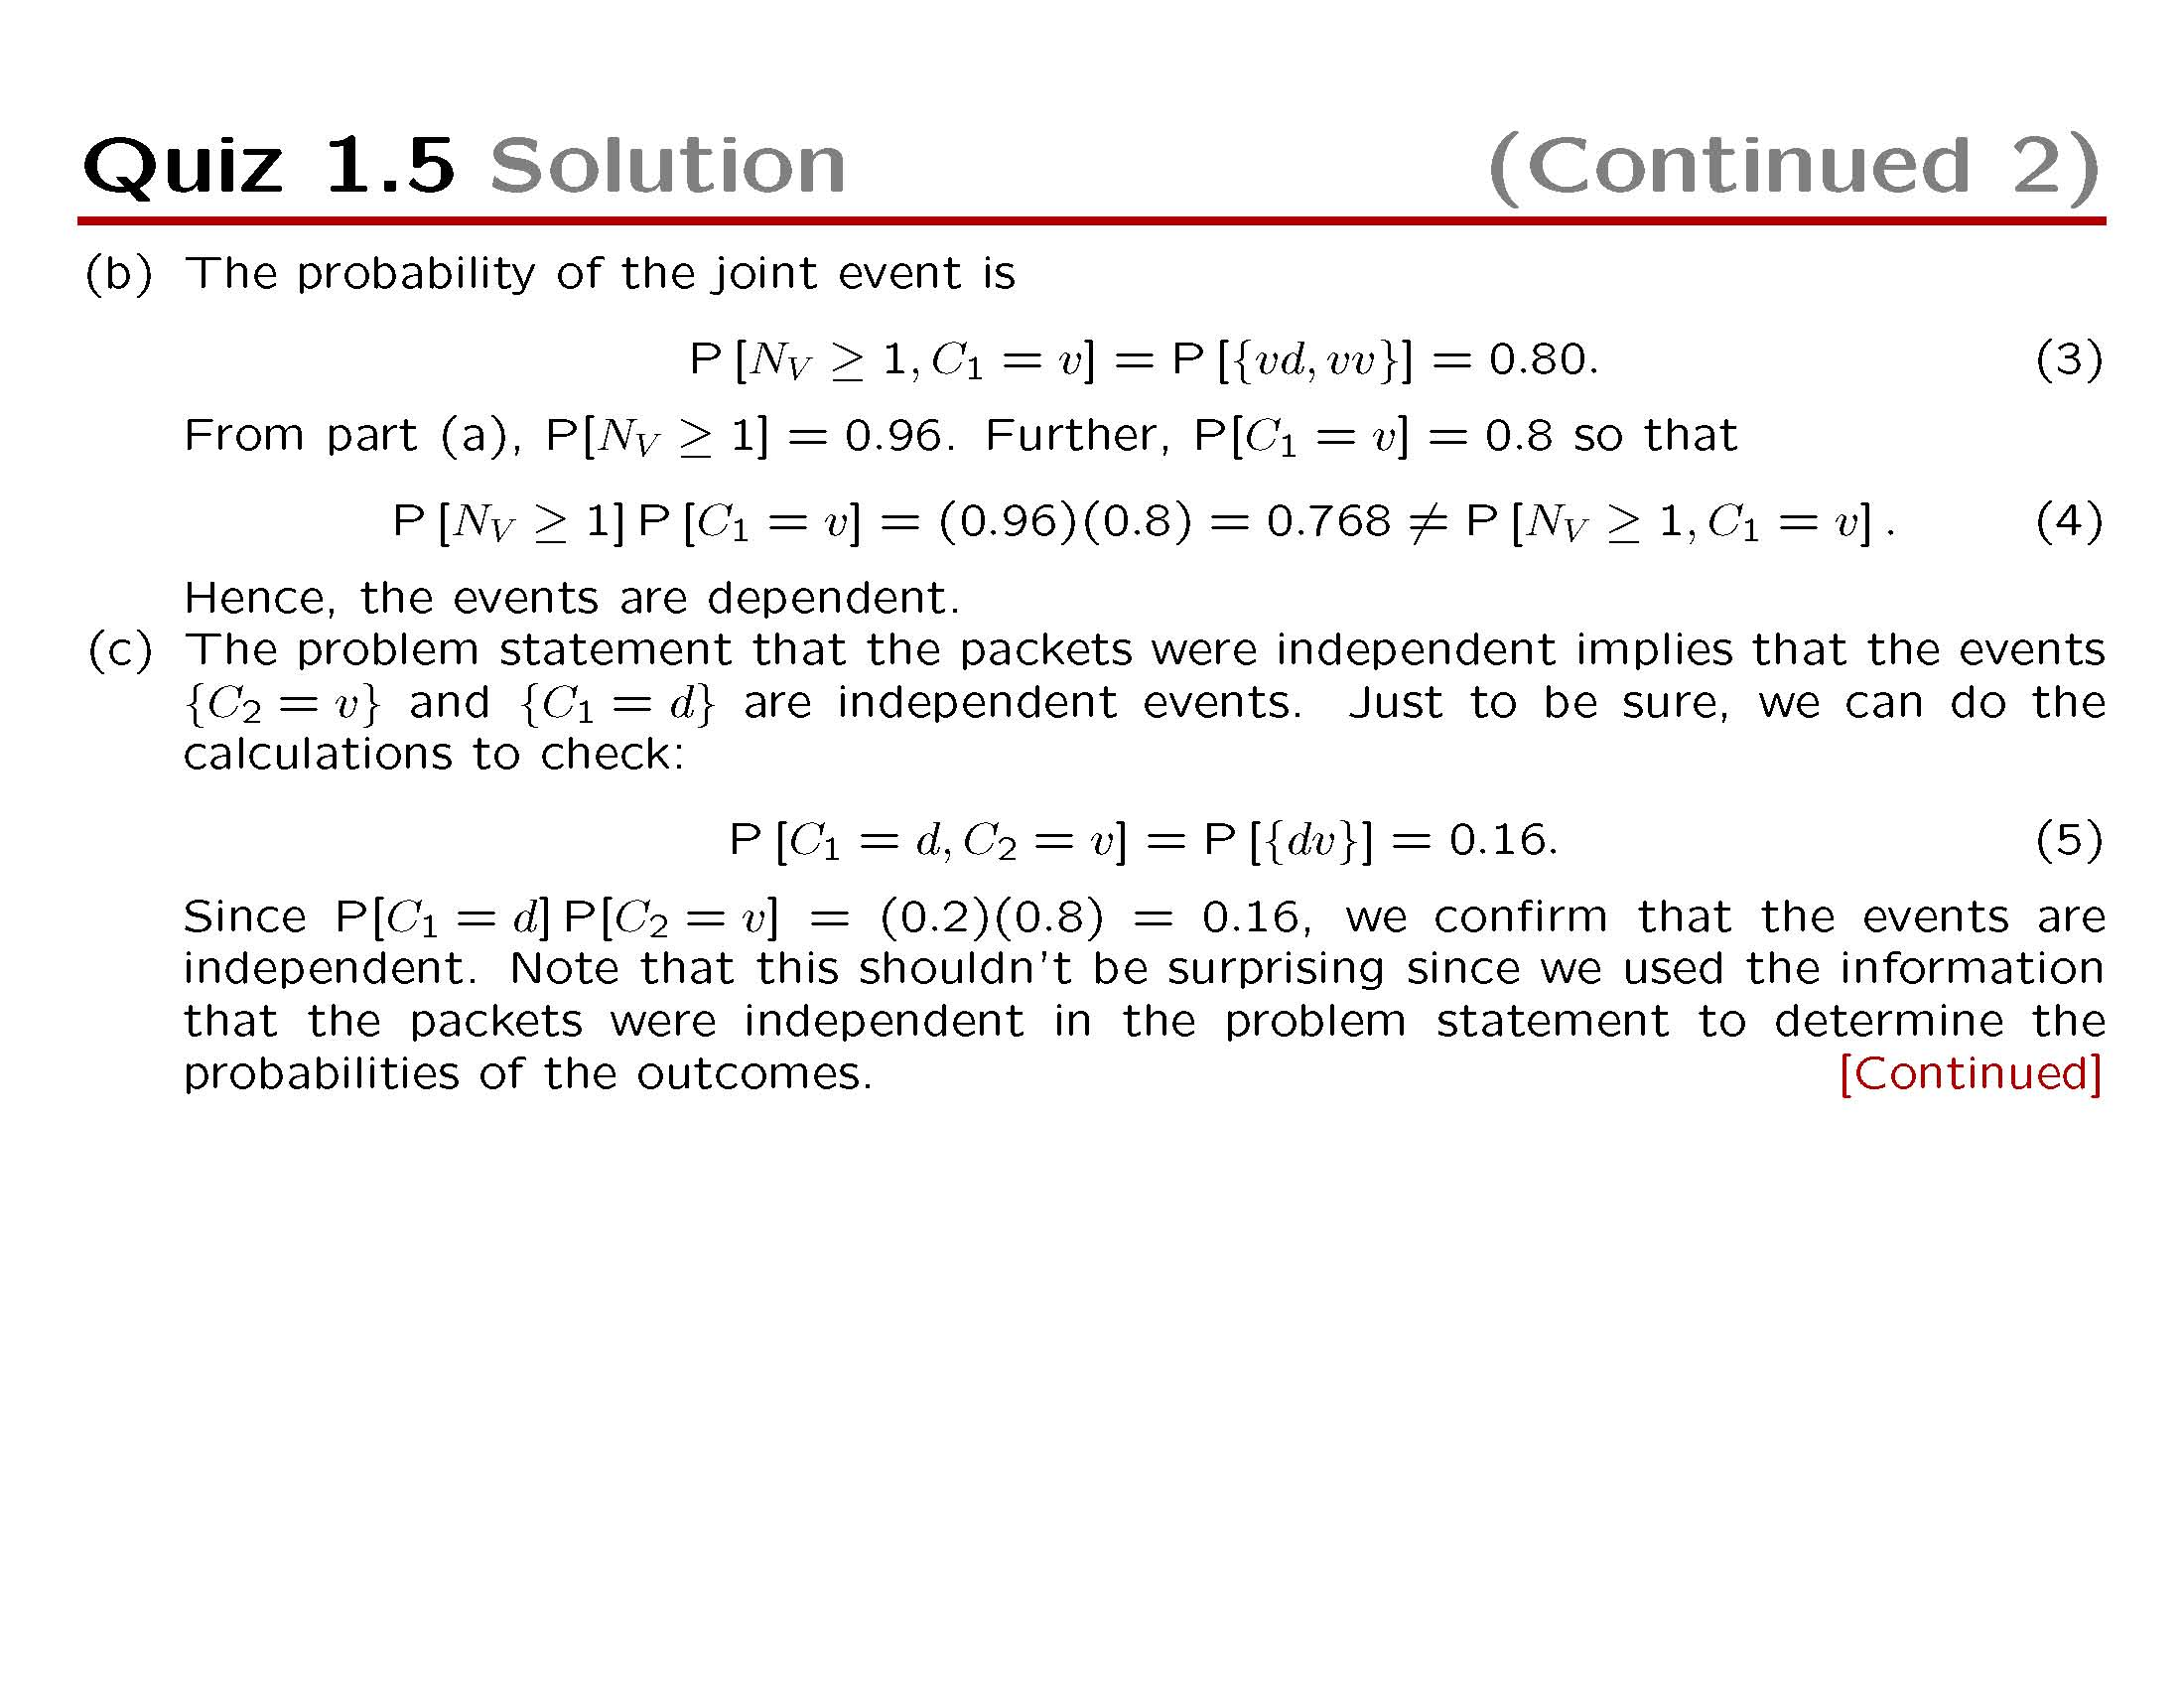 Quiz 1.5 Solution (Continued 2)
(b) The probability of the joint event is
P [N_V ≥ 1, C_1 = v] = P [{vd, vv}] = 0.80. (3)
From part (a), P[N_V ≥ 1] = 0.96. Further, P[C_1 = v] = 0.8 so that
P [N_V ≥ 1] P [C_1 = v] = (0.96)(0.8) = 0.768 ≠ P [N_V ≥ 1, C_1 = v] . (4)
Hence, the events are dependent.
(c) The problem statement that the packets were independent implies that the events
{C_2 = v} and {C_1 = d} are independent events. Just to be sure, we can do the
calculations to check:
P [C_1 = d, C_2 = v] = P [{dv}] = 0.16. (5)
Since P[C_1 = d] P[C_2 = v] = (0.2)(0.8) = 0.16, we confirm that the events are
independent. Note that this shouldn't be surprising since we used the information
that the packets were independent in the problem statement to determine the
probabilities of the outcomes. [Continued]